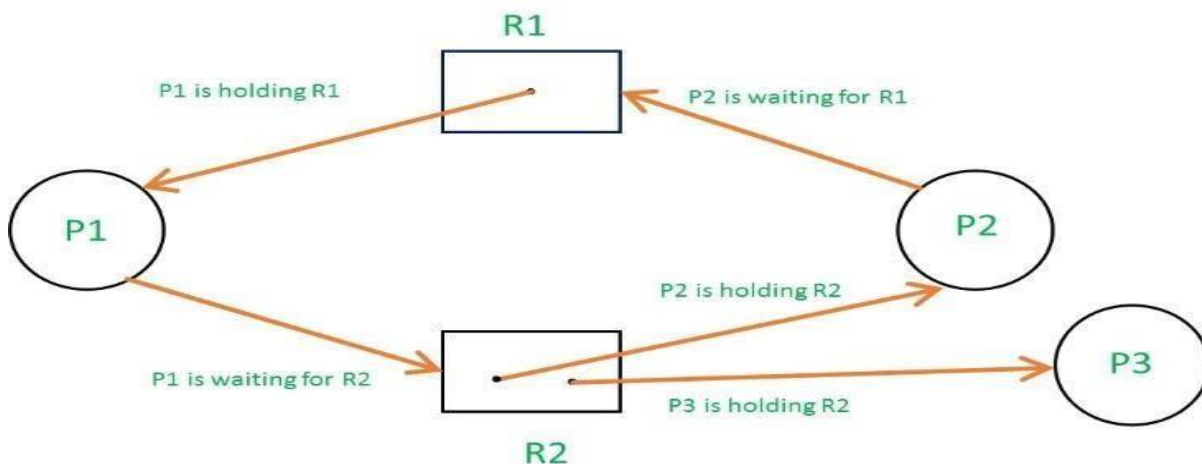 R1
P1 is holding R1
P2 is waiting for R1
P1
P2
P2 is holding R2
P1 is waiting for R2
P3
P3 is holding R2
R2